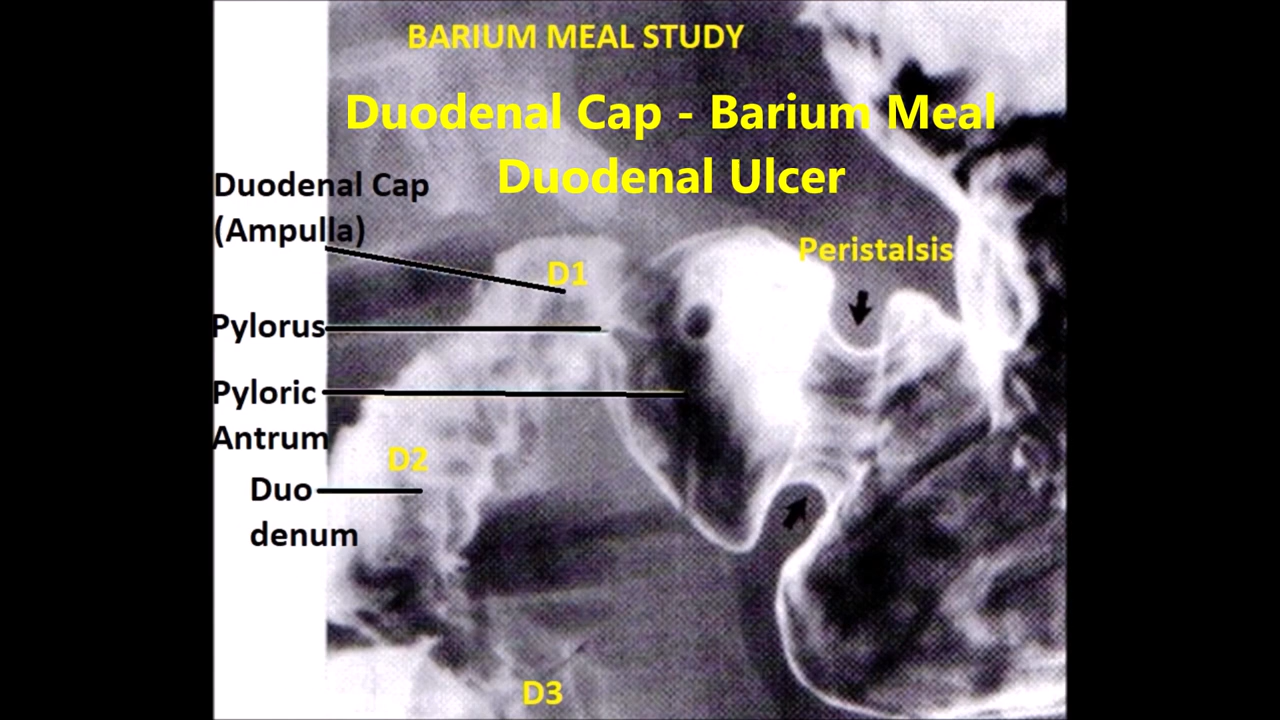 BARIUM MEAL STUDY
Duodenal Cap - Barium Meal
Duodenal Ulcer
Duodenal Cap
(Ampulla)
Peristalsis
D1
Pylorus
Pyloric
Antrum
D2
Duo
denum
D3